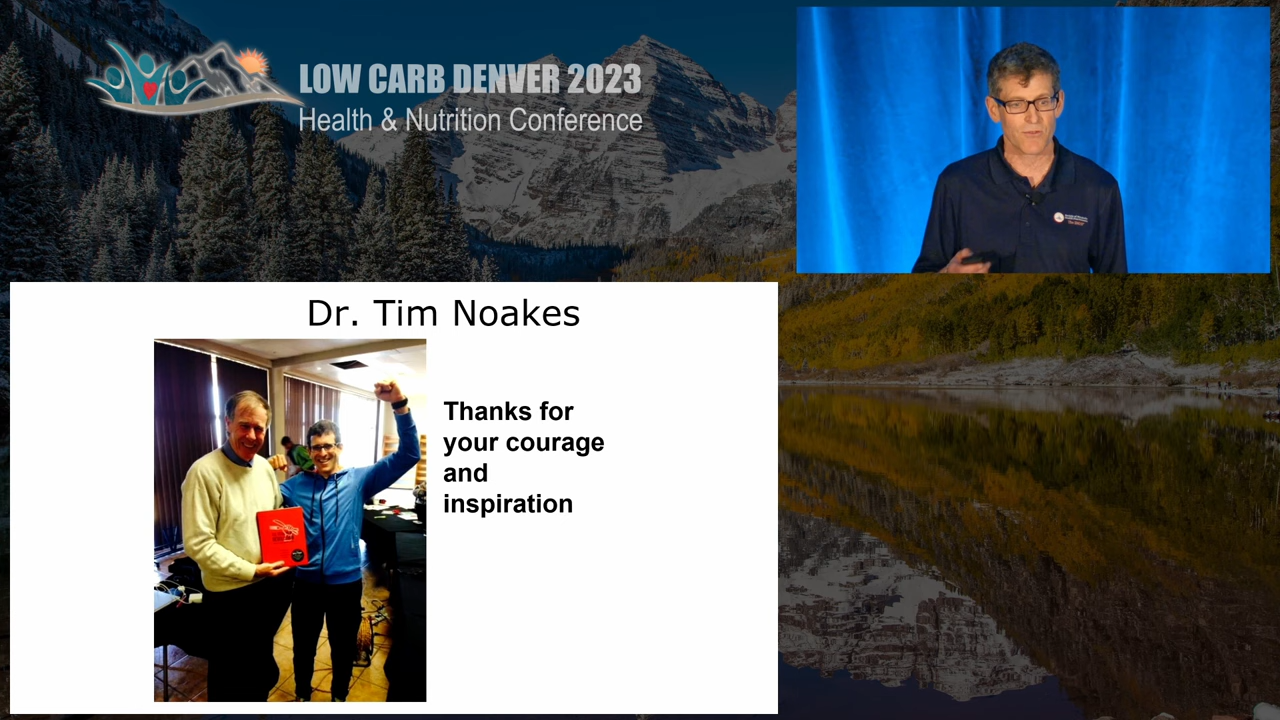 LOW CARB DENVER 2023
Health & Nutrition Conference
Dr. Tim Noakes
Thanks for
your courage
and
inspiration